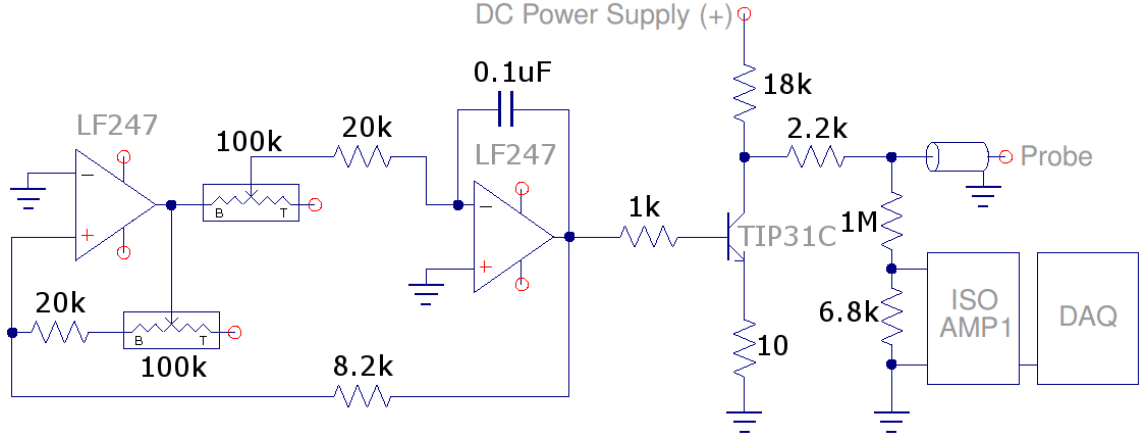 DC Power Supply (+)
0.1uF
18k
LF247
100k
20k
LF247
2.2k
Probe
−
+
B
T
−
+
1k
TIP31C
1M
20k
B
T
100k
8.2k
10
6.8k
ISO
AMP1
DAQ